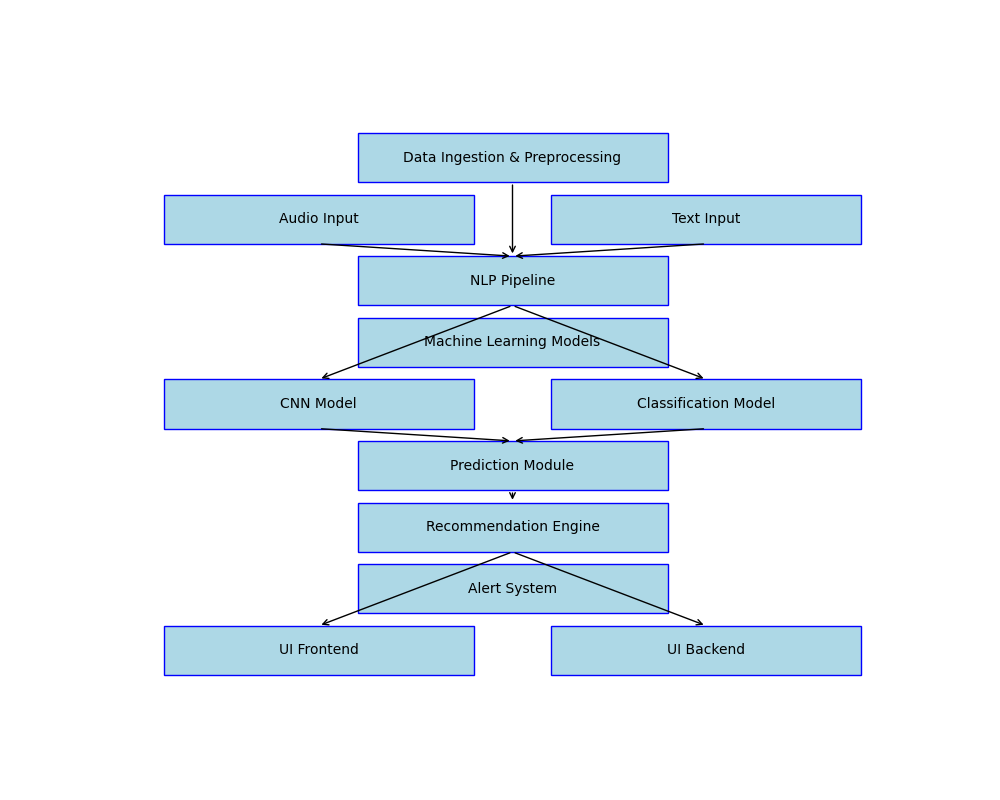 Data Ingestion & Preprocessing
Audio Input
Text Input
NLP Pipeline
Machine Learning Models
CNN Model
Classification Model
Prediction Module
Recommendation Engine
Alert System
UI Frontend
UI Backend